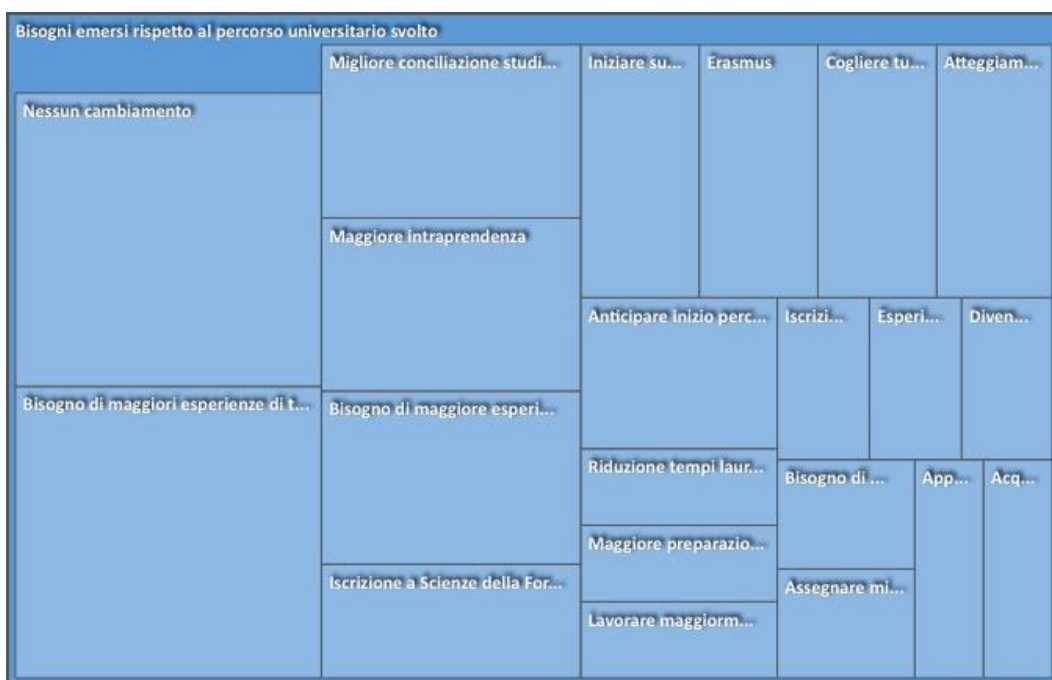 Bisogni emersi rispetto al percorso universitario svolto
Nessun cambiamento
Bisogno di maggiori esperienze di t...
Migliore conciliazione studi...
Maggiore intraprendenza
Bisogno di maggiore esperi...
Iscrizione a Scienze della For...
Iniziare su...
Erasmus
Cogliere tu...
Atteggiam...
Anticipare inizio perc...
Iscrizi...
Esperi...
Diven...
Riduzione tempi laur...
Maggiore preparazio...
Lavorare maggiorm...
Bisogno di ...
Assegnare mi...
App...
Acq...